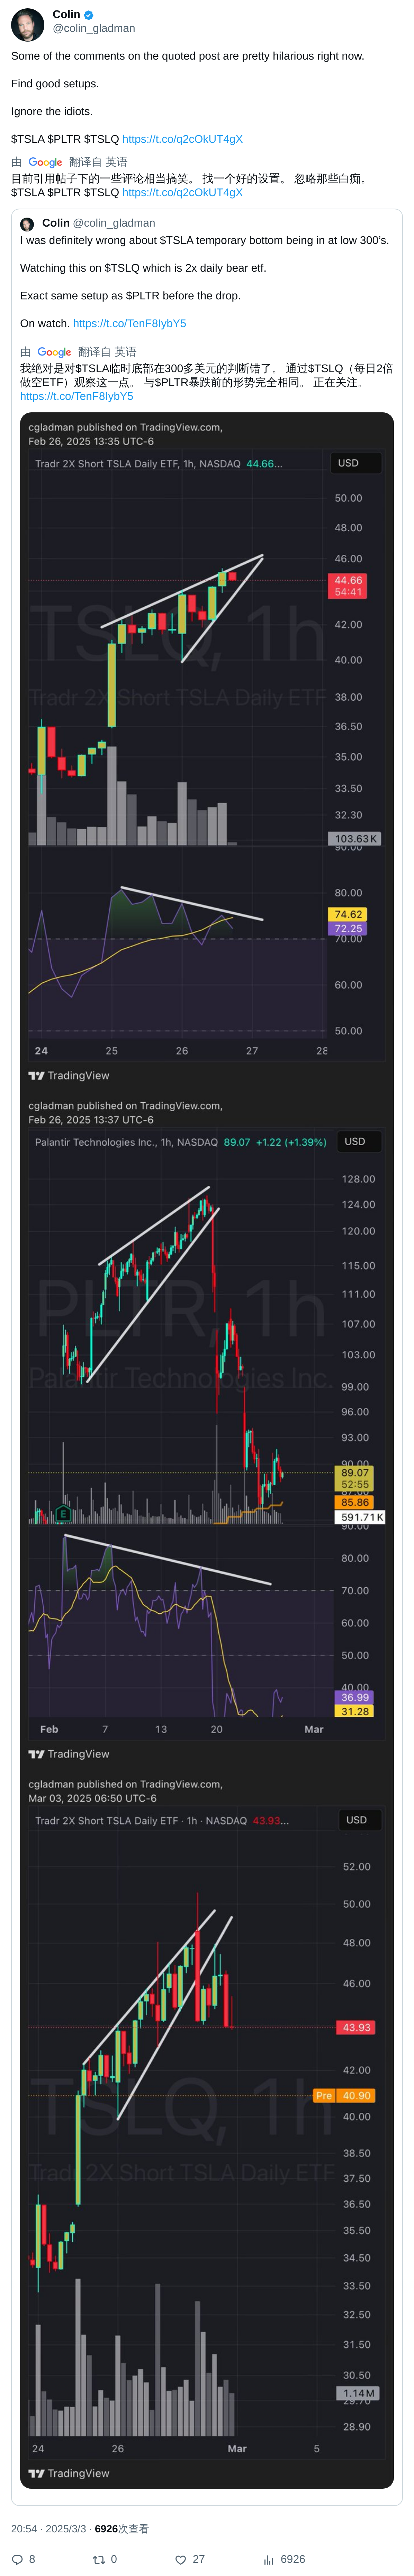 Colin
@colin_gladman
Some of the comments on the quoted post are pretty hilarious right now.
Find good setups.
Ignore the idiots.
$TSLA $PLTR $TSLQ https://t.co/q2cOkUT4gX
由 Google 翻译自 英语
目前引用帖子下的一些评论相当搞笑。 找一个好的设置。 忽略那些白痴。
$TSLA $PLTR $TSLQ https://t.co/q2cOkUT4gX
Colin @colin_gladman
I was definitely wrong about $TSLA temporary bottom being in at low 300's.
Watching this on $TSLQ which is 2x daily bear etf.
Exact same setup as $PLTR before the drop.
On watch. https://t.co/TenF8IybY5
由 Google 翻译自 英语
我绝对是对$TSLA临时底部在300多美元的判断错了。 通过$TSLQ（每日2倍
做空ETF）观察这一点。 与$PLTR暴跌前的形势完全相同。 正在关注。
https://t.co/TenF8IybY5
cgladman published on TradingView.com,
Feb 26, 2025 13:35 UTC-6
Tradr 2X Short TSLA Daily ETF, 1h, NASDAQ 44.66...
USD
50.00
48.00
46.00
44.66
54:41
42.00
TSLQ, 1h
40.00
Tradr 2X Short TSLA Daily ETF
38.00
36.50
35.00
33.50
32.30
103.63K
90.00
80.00
74.62
72.25
70.00
60.00
50.00
24 25 26 27 28
TradingView
cgladman published on TradingView.com,
Feb 26, 2025 13:37 UTC-6
Palantir Technologies Inc., 1h, NASDAQ 89.07 +1.22 (+1.39%)
USD
128.00
124.00
120.00
115.00
111.00
PLTR, 1h
107.00
103.00
Palantir Technologies Inc.
99.00
96.00
93.00
90.00
89.07
52:55
87.00
85.86
E
591.71K
90.00
80.00
70.00
60.00
50.00
40.00
36.99
31.28
Feb 7 13 20 Mar
TradingView
cgladman published on TradingView.com,
Mar 03, 2025 06:50 UTC-6
Tradr 2X Short TSLA Daily ETF · 1h · NASDAQ 43.93...
USD
52.00
50.00
48.00
46.00
43.93
42.00
Pre 40.90
TSLQ, 1h
40.00
38.50
Tradr 2X Short TSLA Daily ETF
37.50
36.50
35.50
34.50
33.50
32.50
31.50
30.50
1.14M
29.70
28.90
24 26 Mar 5
TradingView
20:54 · 2025/3/3 · 6926次查看
8 0 27 6926